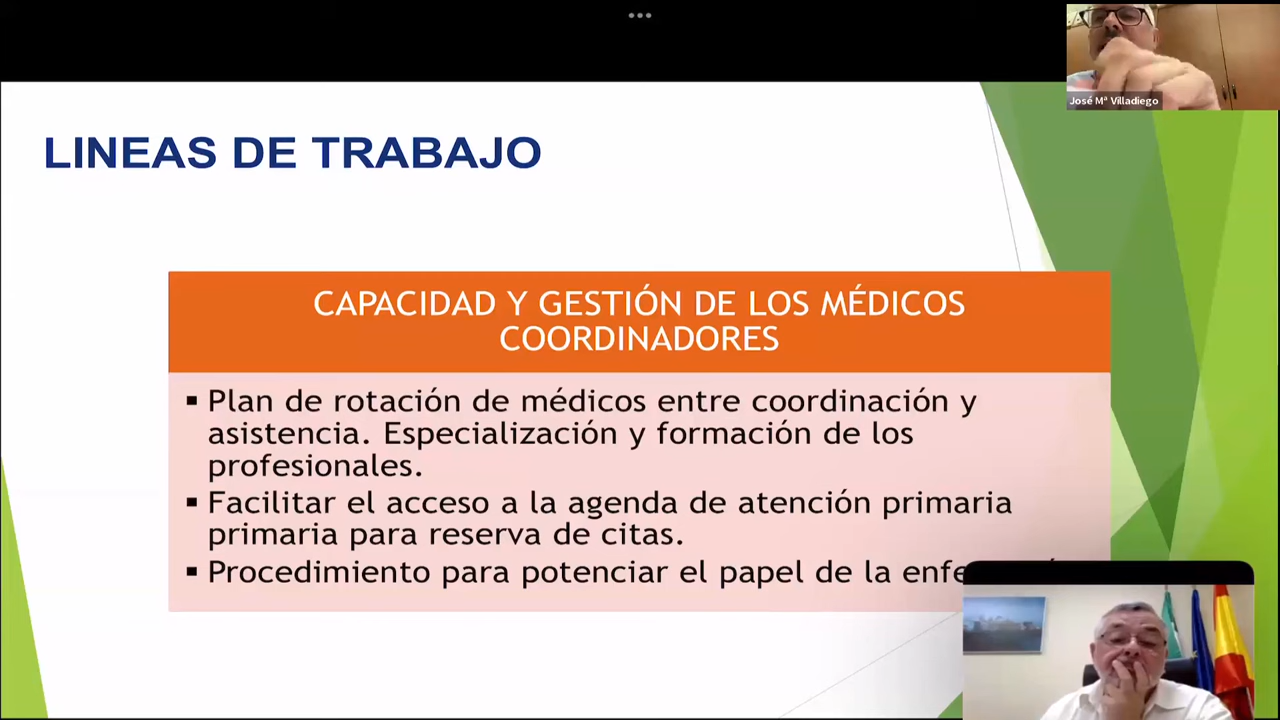 José Mª Villadiego
LINEAS DE TRABAJO
CAPACIDAD Y GESTIÓN DE LOS MÉDICOS
COORDINADORES
▪ Plan de rotación de médicos entre coordinación y
asistencia. Especialización y formación de los
profesionales.
▪ Facilitar el acceso a la agenda de atención primaria
primaria para reserva de citas.
▪ Procedimiento para potenciar el papel de la